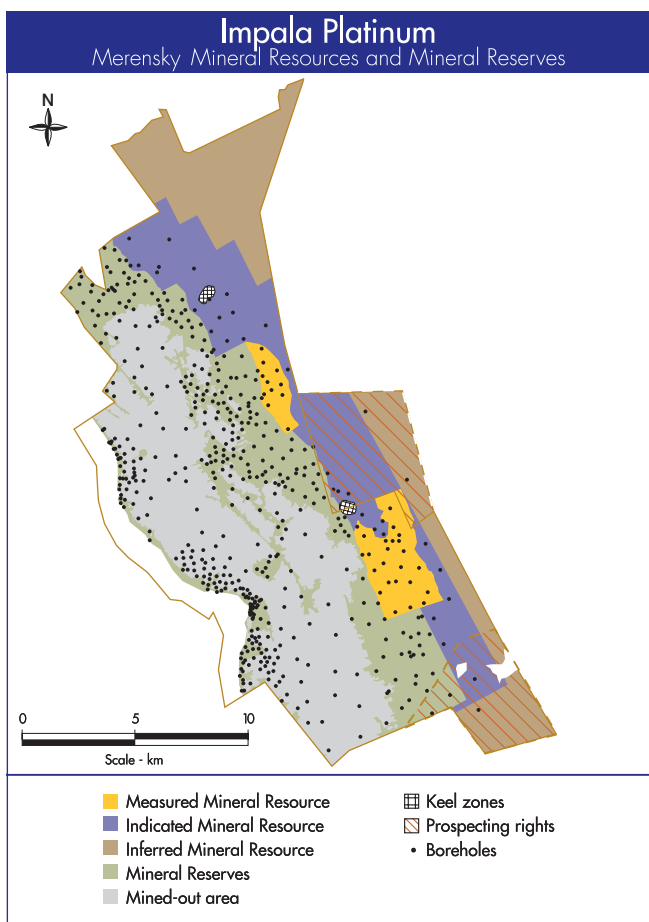 Impala Platinum
Merensky Mineral Resources and Mineral Reserves
N
0 5 10
Scale - km
Measured Mineral Resource
Indicated Mineral Resource
Inferred Mineral Resource
Mineral Reserves
Mined-out area
Keel zones
Prospecting rights
Boreholes